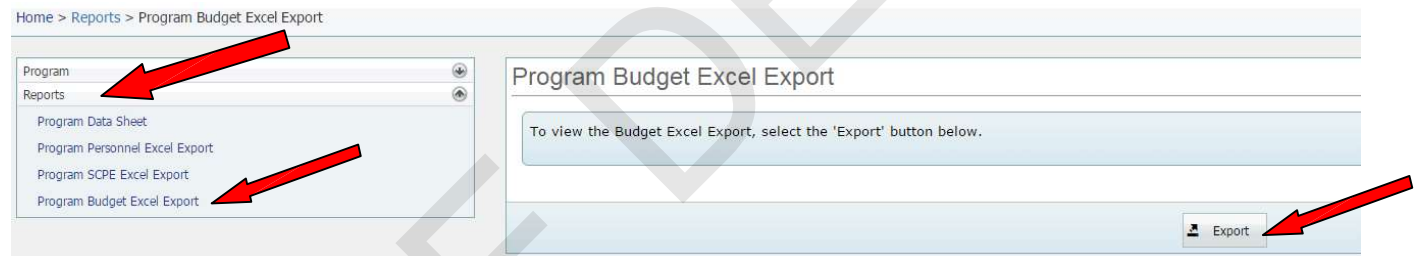 Home > Reports > Program Budget Excel Export
Program
Reports
Program Data Sheet
Program Personnel Excel Export
Program SCPE Excel Export
Program Budget Excel Export
Program Budget Excel Export
To view the Budget Excel Export, select the 'Export' button below.
Export